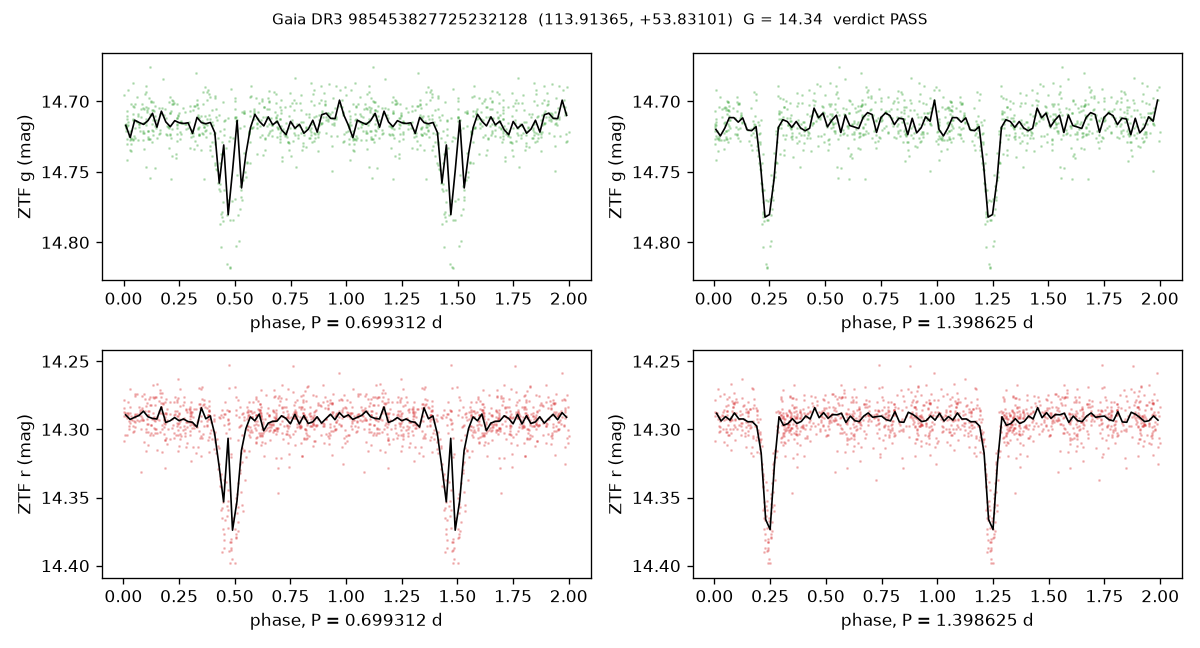 Gaia DR3 985453827725232128 (113.91365, +53.83101) G = 14.34 verdict PASS
ZTF g (mag)
14.70
14.75
14.80
0.00 0.25 0.50 0.75 1.00 1.25 1.50 1.75 2.00
phase, P = 0.699312 d
ZTF g (mag)
14.70
14.75
14.80
0.00 0.25 0.50 0.75 1.00 1.25 1.50 1.75 2.00
phase, P = 1.398625 d
ZTF r (mag)
14.25
14.30
14.35
14.40
0.00 0.25 0.50 0.75 1.00 1.25 1.50 1.75 2.00
phase, P = 0.699312 d
ZTF r (mag)
14.25
14.30
14.35
14.40
0.00 0.25 0.50 0.75 1.00 1.25 1.50 1.75 2.00
phase, P = 1.398625 d